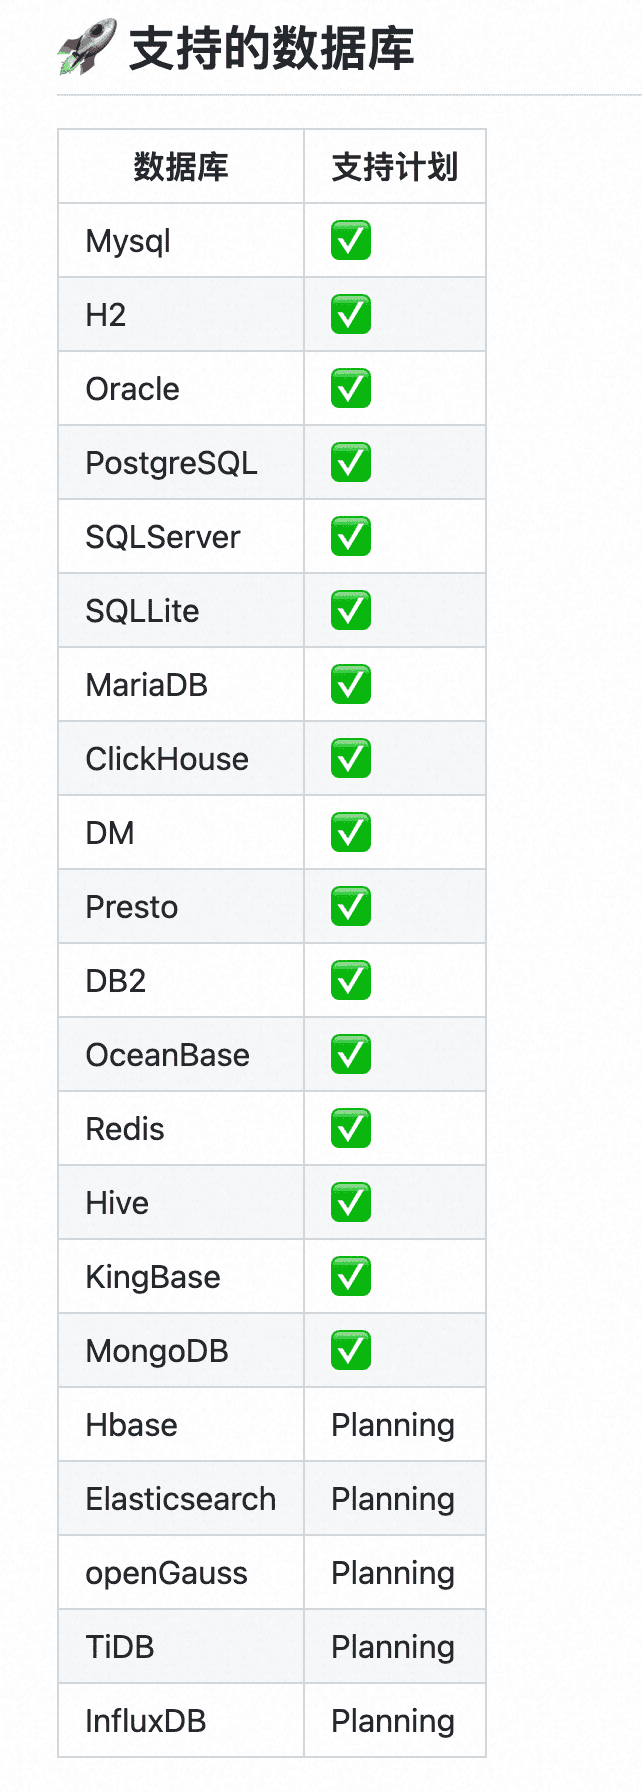 🚀 支持的数据库
数据库 支持计划
Mysql ✅
H2 ✅
Oracle ✅
PostgreSQL ✅
SQLServer ✅
SQLLite ✅
MariaDB ✅
ClickHouse ✅
DM ✅
Presto ✅
DB2 ✅
OceanBase ✅
Redis ✅
Hive ✅
KingBase ✅
MongoDB ✅
Hbase Planning
Elasticsearch Planning
openGauss Planning
TiDB Planning
InfluxDB Planning